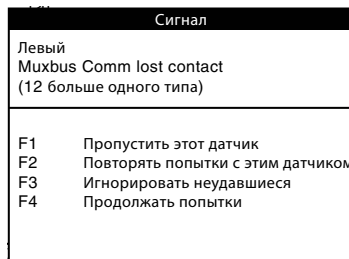 Сигнал
Левый
Muxbus Comm lost contact
(12 больше одного типа)
F1 Пропустить этот датчик
F2 Повторять попытки с этим датчиком
F3 Игнорировать неудавшиеся
F4 Продолжать попытки